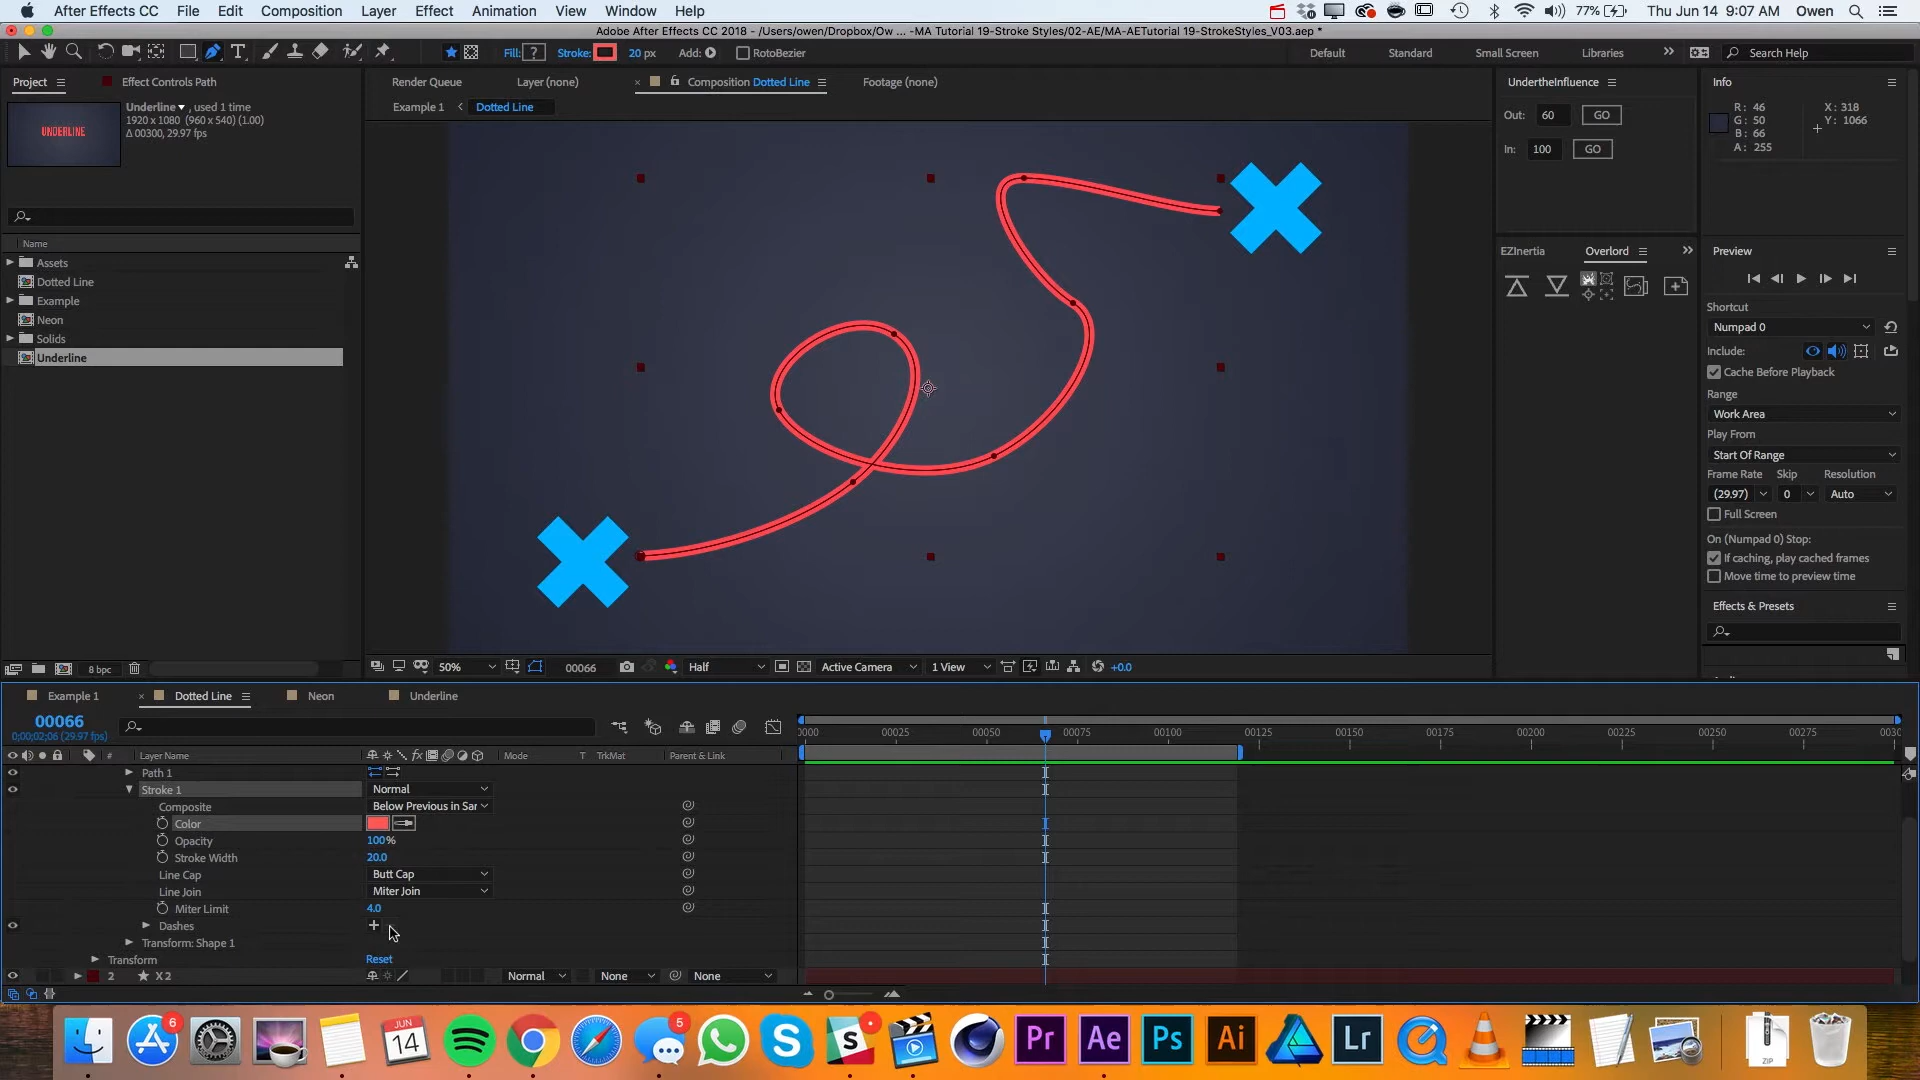 After Effects CC File Edit Composition Layer Effect Animation View Window Help 77% Thu Jun 14 9:07 AM Owen
Adobe After Effects CC 2018 - /Users/owen/Dropbox/Ow ... -MA Tutorial 19-Stroke Styles/02-AE/MA-AETutorial 19-StrokeStyles_V03.aep *
Fill: ? Stroke: 20 px Add: RotoBezier Default Standard Small Screen Libraries Search Help
Project Effect Controls Path
Underline , used 1 time
1920 x 1080 (960 x 540) (1.00)
Δ 00300, 29.97 fps
UNDERLINE
Name
Assets
Dotted Line
Example
Neon
Solids
Underline
8 bpc
Render Queue Layer (none) Composition Dotted Line Footage (none)
Example 1 Dotted Line
50% 00066 Half Active Camera 1 View +0.0
UndertheInfluence
Out: 60 GO
In: 100 GO
EZInertia Overlord
Info
R: 46 X: 318
G: 50 Y: 1066
B: 66
A: 255
Preview
Shortcut
Numpad 0
Include:
Cache Before Playback
Range
Work Area
Play From
Start Of Range
Frame Rate Skip Resolution
(29.97) 0 Auto
Full Screen
On (Numpad 0) Stop:
If caching, play cached frames
Move time to preview time
Effects & Presets
Example 1 Dotted Line Neon Underline
00066
0;00;02;06 (29.97 fps)
0000 00025 00050 00075 00100 00125 00150 00175 00200 00225 00250 00275 0030
# Layer Name Mode T TrkMat Parent & Link
Path 1
Stroke 1 Normal
Composite Below Previous in Sar
Color
Opacity 100%
Stroke Width 20.0
Line Cap Butt Cap
Line Join Miter Join
Miter Limit 4.0
Dashes +
Transform: Shape 1
Transform Reset
2 X 2 Normal None None
6 JUN 14 5 Pr Ae Ps Ai Lr ZIP